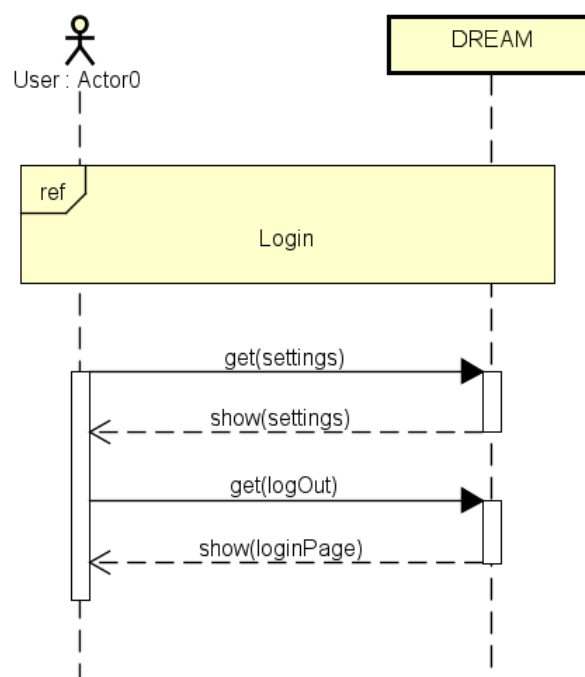 DREAM
User : Actor0
ref
Login
get(settings)
show(settings)
get(logOut)
show(loginPage)